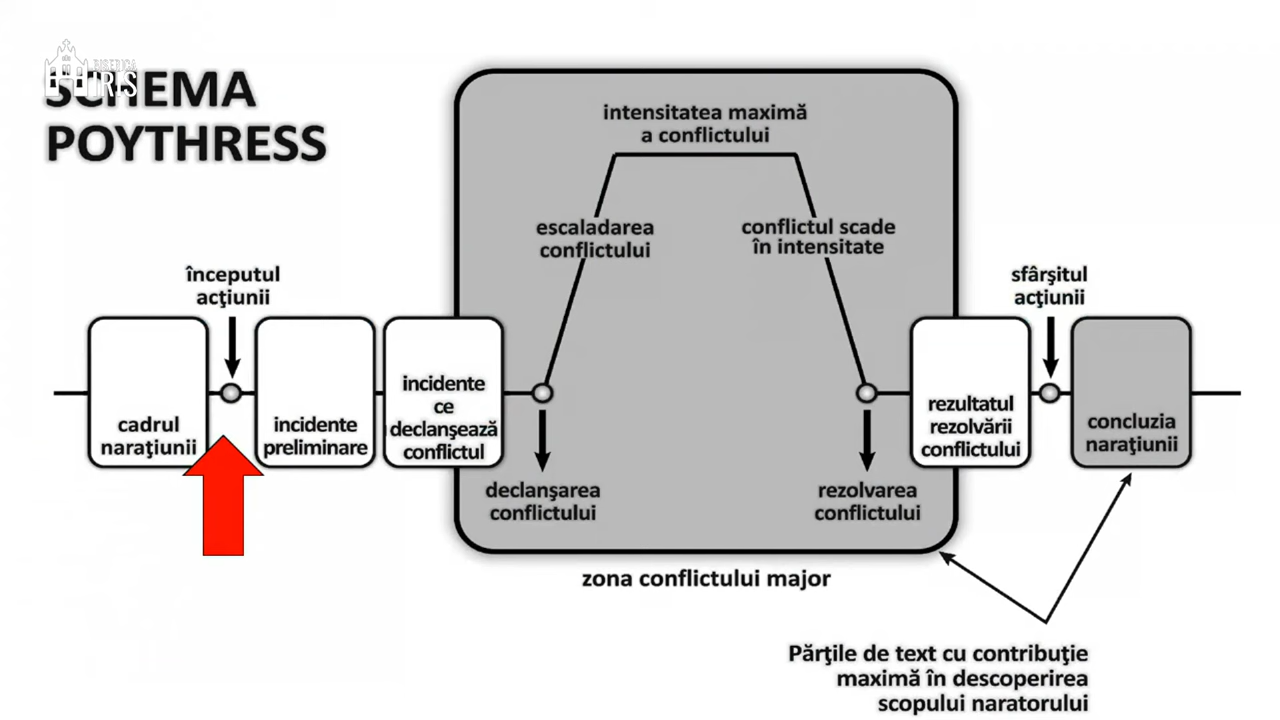 BISERICA
IRIS
SCHEMA
POYTHRESS
intensitatea maximă
a conflictului
escaladarea
conflictului
conflictul scade
în intensitate
începutul
acţiunii
sfârşitul
acţiunii
cadrul
naraţiunii
incidente
preliminare
incidente
ce
declanşează
conflictul
rezultatul
rezolvării
conflictului
concluzia
naraţiunii
declanşarea
conflictului
rezolvarea
conflictului
zona conflictului major
Părţile de text cu contribuţie
maximă în descoperirea
scopului naratorului